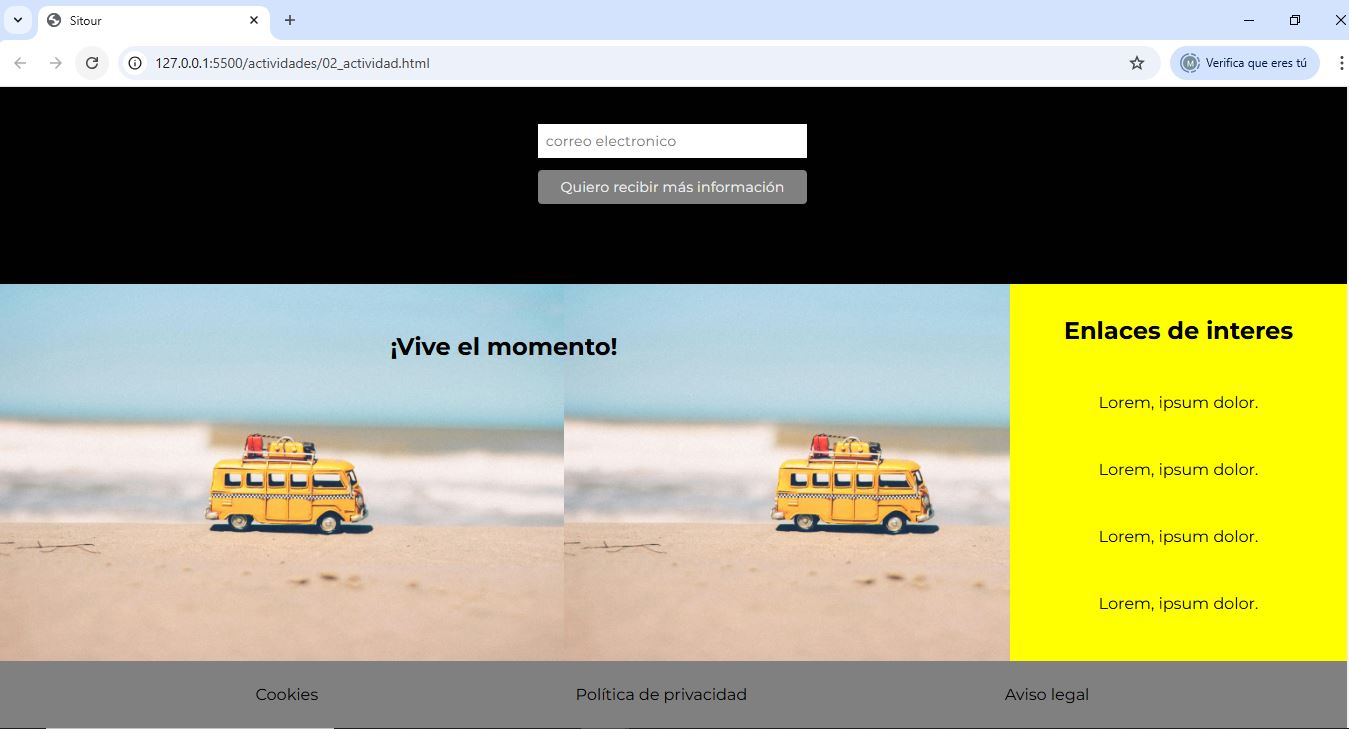 Sitour
127.0.0.1:5500/actividades/02_actividad.html
M
Verifica que eres tú
correo electronico
Quiero recibir más información
¡Vive el momento!
Enlaces de interes
Lorem, ipsum dolor.
Lorem, ipsum dolor.
Lorem, ipsum dolor.
Lorem, ipsum dolor.
Cookies
Política de privacidad
Aviso legal